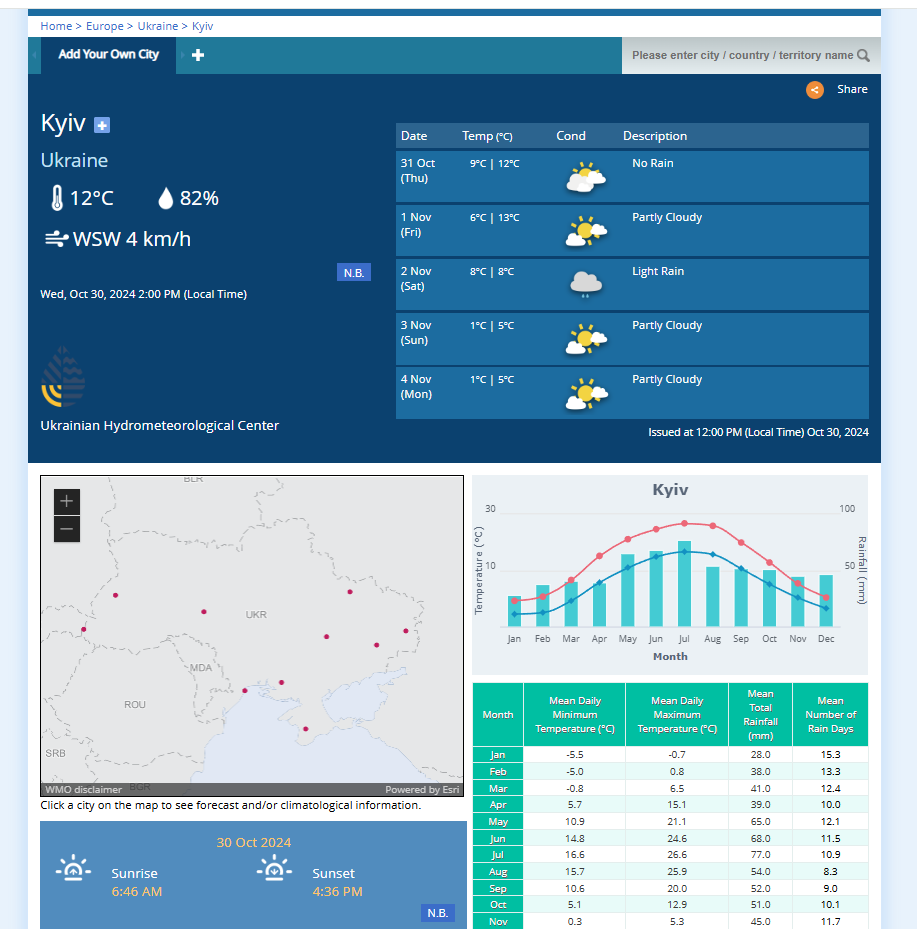 Home > Europe > Ukraine > Kyiv
Add Your Own City
Please enter city / country / territory name
Share
Kyiv
Ukraine
12°C 82%
WSW 4 km/h
N.B.
Wed, Oct 30, 2024 2:00 PM (Local Time)
Ukrainian Hydrometeorological Center
Date Temp (°C) Cond Description
31 Oct (Thu) 9°C | 12°C No Rain
1 Nov (Fri) 6°C | 13°C Partly Cloudy
2 Nov (Sat) 8°C | 8°C Light Rain
3 Nov (Sun) 1°C | 5°C Partly Cloudy
4 Nov (Mon) 1°C | 5°C Partly Cloudy
Issued at 12:00 PM (Local Time) Oct 30, 2024
BLR
UKR
MDA
ROU
SRB
BGR
WMO disclaimer Powered by Esri
Click a city on the map to see forecast and/or climatological information.
30 Oct 2024
Sunrise
6:46 AM
Sunset
4:36 PM
N.B.
Kyiv
30 100
10 50
Temperature (°C)
Rainfall (mm)
Jan Feb Mar Apr May Jun Jul Aug Sep Oct Nov Dec
Month
Month Mean Daily Minimum Temperature (°C) Mean Daily Maximum Temperature (°C) Mean Total Rainfall (mm) Mean Number of Rain Days
Jan -5.5 -0.7 28.0 15.3
Feb -5.0 0.8 38.0 13.3
Mar -0.8 6.5 41.0 12.4
Apr 5.7 15.1 39.0 10.0
May 10.9 21.1 65.0 12.1
Jun 14.8 24.6 68.0 11.5
Jul 16.6 26.6 77.0 10.9
Aug 15.7 25.9 54.0 8.3
Sep 10.6 20.0 52.0 9.0
Oct 5.1 12.9 51.0 10.1
Nov 0.3 5.3 45.0 11.7